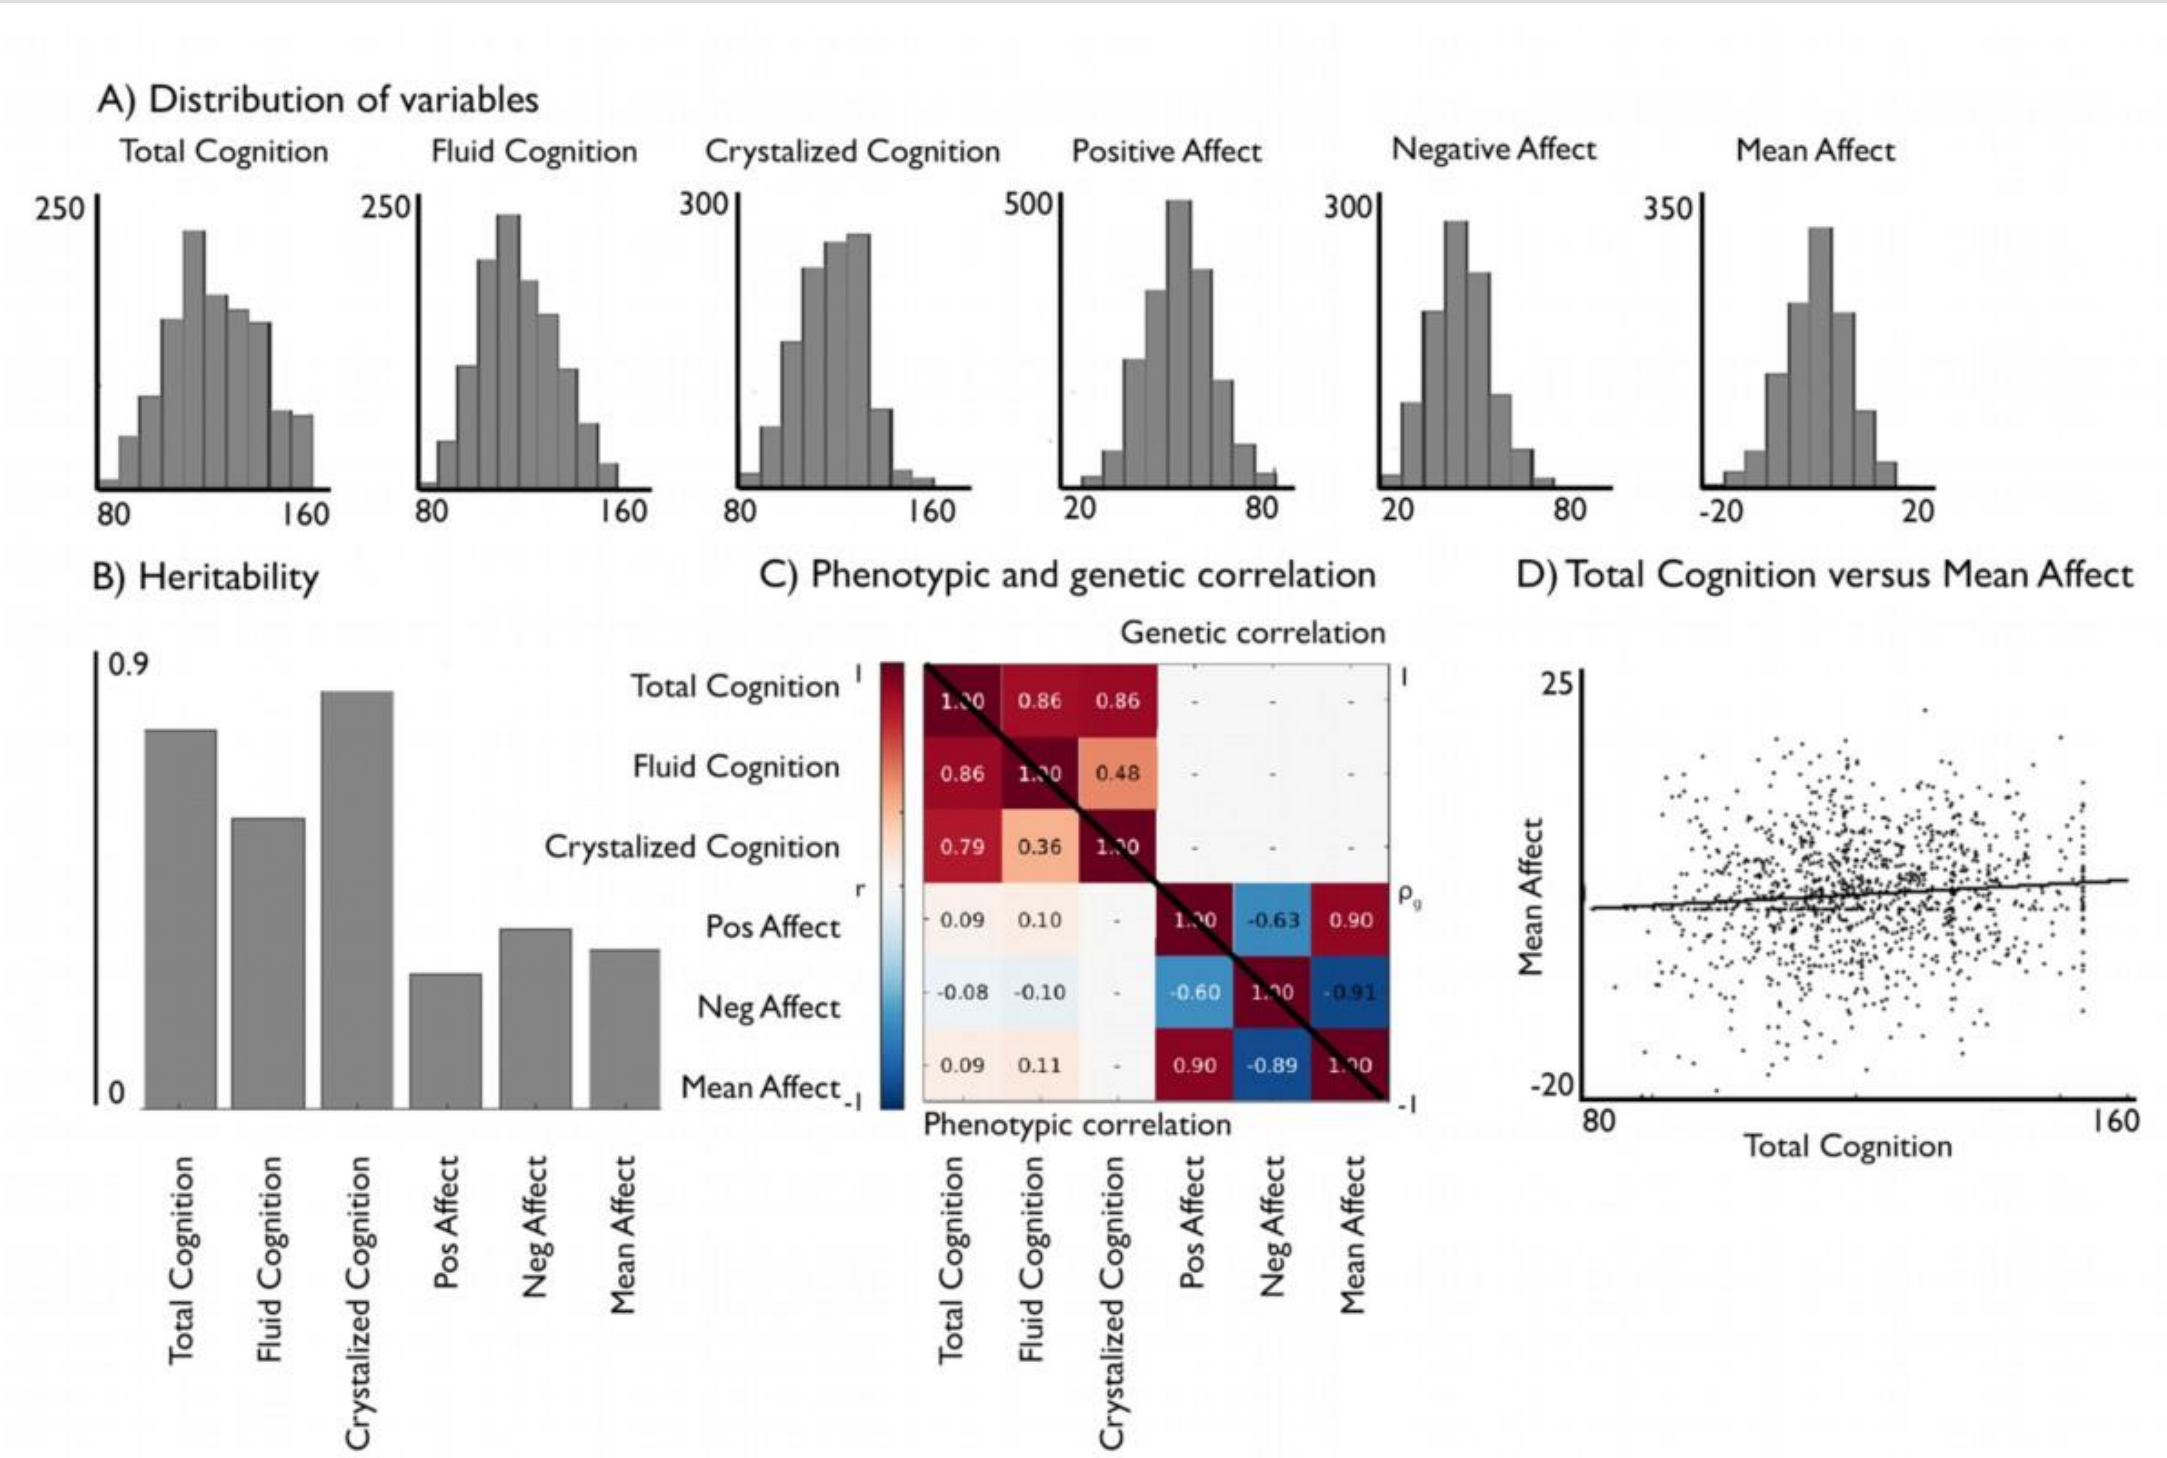 A) Distribution of variables
Total Cognition
Fluid Cognition
Crystalized Cognition
Positive Affect
Negative Affect
Mean Affect
250
250
300
500
300
350
80 160
80 160
80 160
20 80
20 80
-20 20
B) Heritability
0.9
0
Total Cognition
Fluid Cognition
Crystalized Cognition
Pos Affect
Neg Affect
Mean Affect
C) Phenotypic and genetic correlation
Genetic correlation
Total Cognition
Fluid Cognition
Crystalized Cognition
Pos Affect
Neg Affect
Mean Affect
1
r
-1
1.00 0.86 0.86 - - -
0.86 1.00 0.48 - - -
0.79 0.36 1.00 - - -
0.09 0.10 - 1.00 -0.63 0.90
-0.08 -0.10 - -0.60 1.00 -0.91
0.09 0.11 - 0.90 -0.89 1.00
1
ρg
-1
Phenotypic correlation
Total Cognition
Fluid Cognition
Crystalized Cognition
Pos Affect
Neg Affect
Mean Affect
D) Total Cognition versus Mean Affect
25
Mean Affect
-20
80 160
Total Cognition